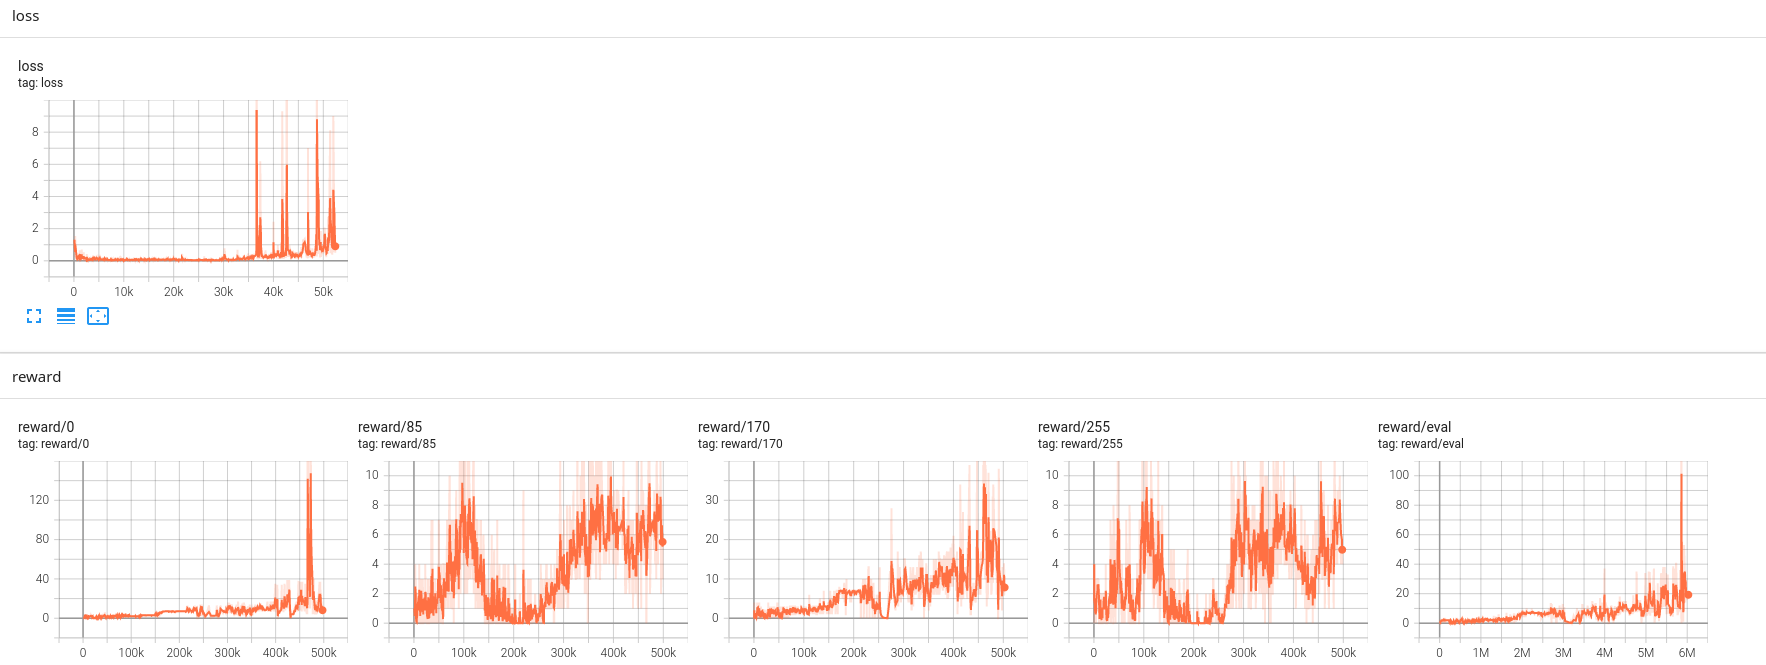 loss
loss
tag: loss
8
6
4
2
0
0 10k 20k 30k 40k 50k
reward
reward/0
tag: reward/0
120
80
40
0
0 100k 200k 300k 400k 500k
reward/85
tag: reward/85
10
8
6
4
2
0
0 100k 200k 300k 400k 500k
reward/170
tag: reward/170
30
20
10
0
0 100k 200k 300k 400k 500k
reward/255
tag: reward/255
10
8
6
4
2
0
0 100k 200k 300k 400k 500k
reward/eval
tag: reward/eval
100
80
60
40
20
0
0 1M 2M 3M 4M 5M 6M